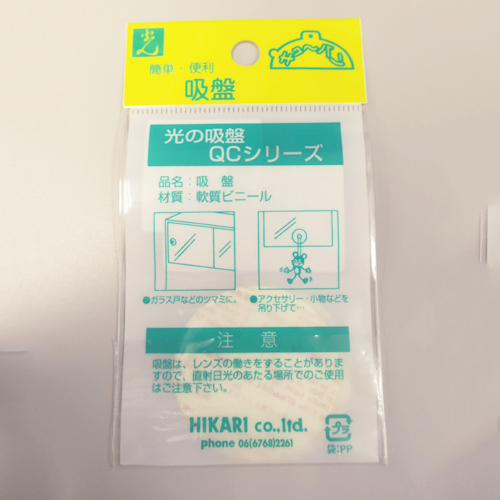 光
簡単・便利
吸盤
チューバン
光の吸盤
QCシリーズ
品名：吸　盤
材質：軟質ビニール
●ガラス戸などのツマミに。
●アクセサリー・小物などを
吊り下げて…
注　意
吸盤は、レンズの働きをすることがありま
すので、直射日光のあたる場所でのご使用
はご注意下さい。
HIKARI co.,ltd.
phone 06(6768)2261
プラ
袋:PP